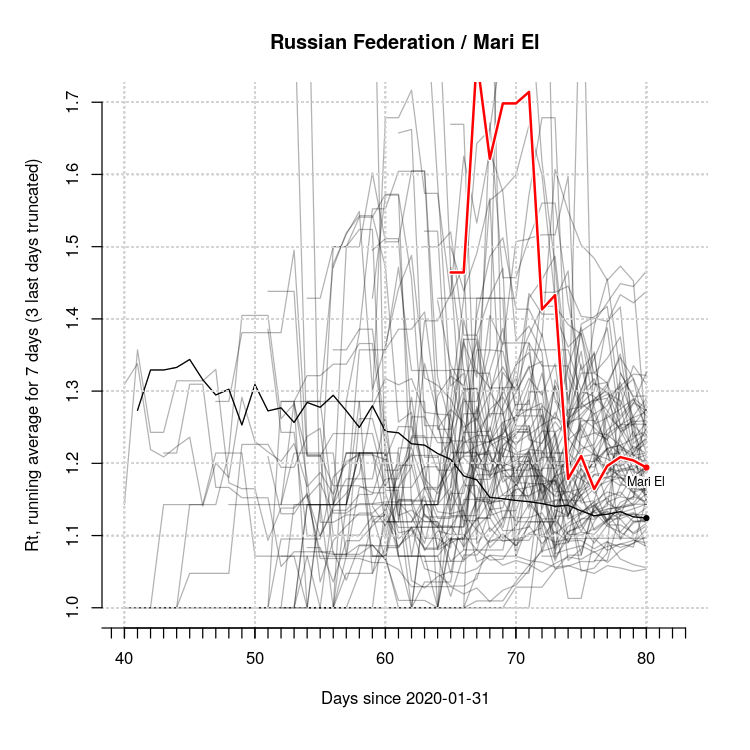 Russian Federation / Mari El
Rt, running average for 7 days (3 last days truncated)
1.7
1.6
1.5
1.4
1.3
1.2
1.1
1.0
Mari El
40 50 60 70 80
Days since 2020-01-31